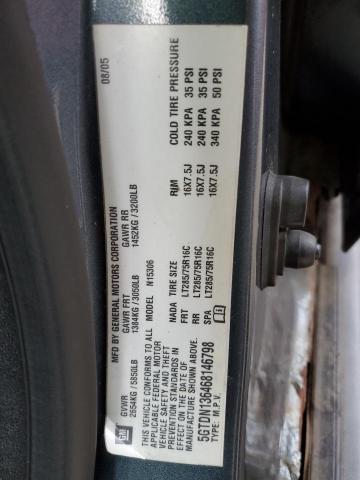 MFD BY GENERAL MOTORS CORPORATION
08/05
GVWR GAWR FRT GAWR RR
2654KG / 5850LB 1384KG / 3050LB 1452KG / 3200LB
GM
THIS VEHICLE CONFORMS TO ALL
APPLICABLE FEDERAL MOTOR
VEHICLE SAFETY AND THEFT
PREVENTION STANDARDS IN
EFFECT ON THE DATE OF
MANUFACTURE SHOWN ABOVE.
5GTDN136468146798
TYPE: M.P.V.
MODEL N15306
NADA TIRE SIZE RIM COLD TIRE PRESSURE
FRT LT285/75R16C 16X7.5J 240 KPA 35 PSI
RR LT285/75R16C 16X7.5J 240 KPA 35 PSI
SPA LT285/75R16C 16X7.5J 340 KPA 50 PSI